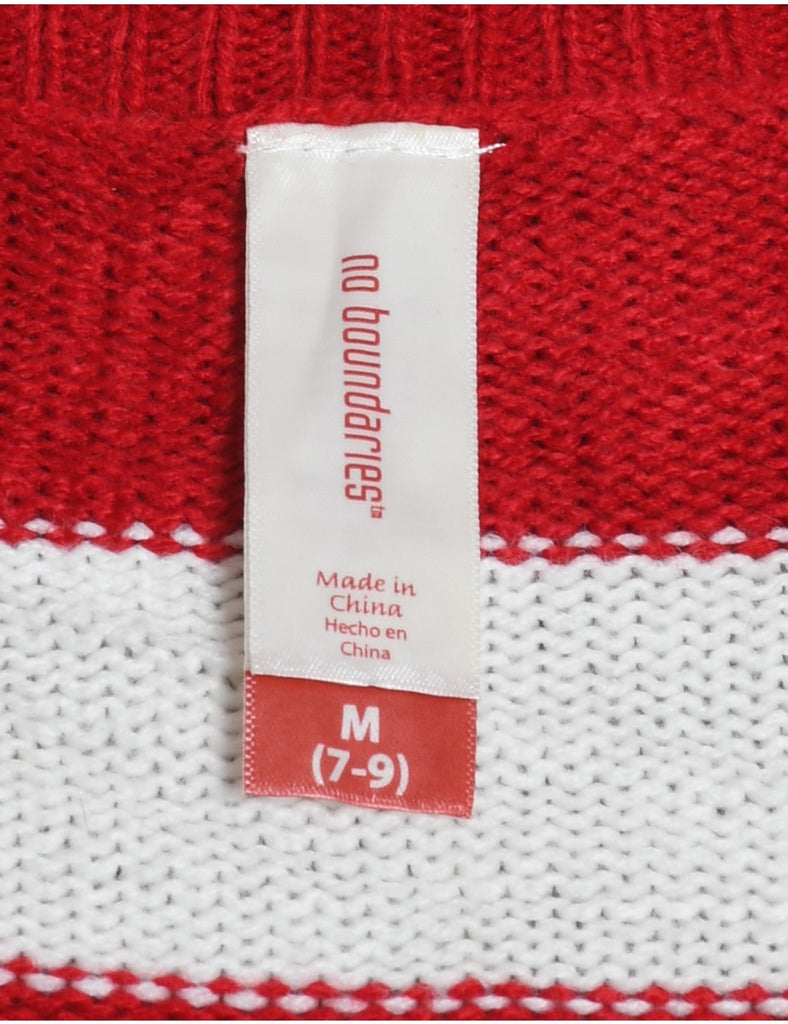 no boundaries™
Made in
China
Hecho en
China
M
(7-9)